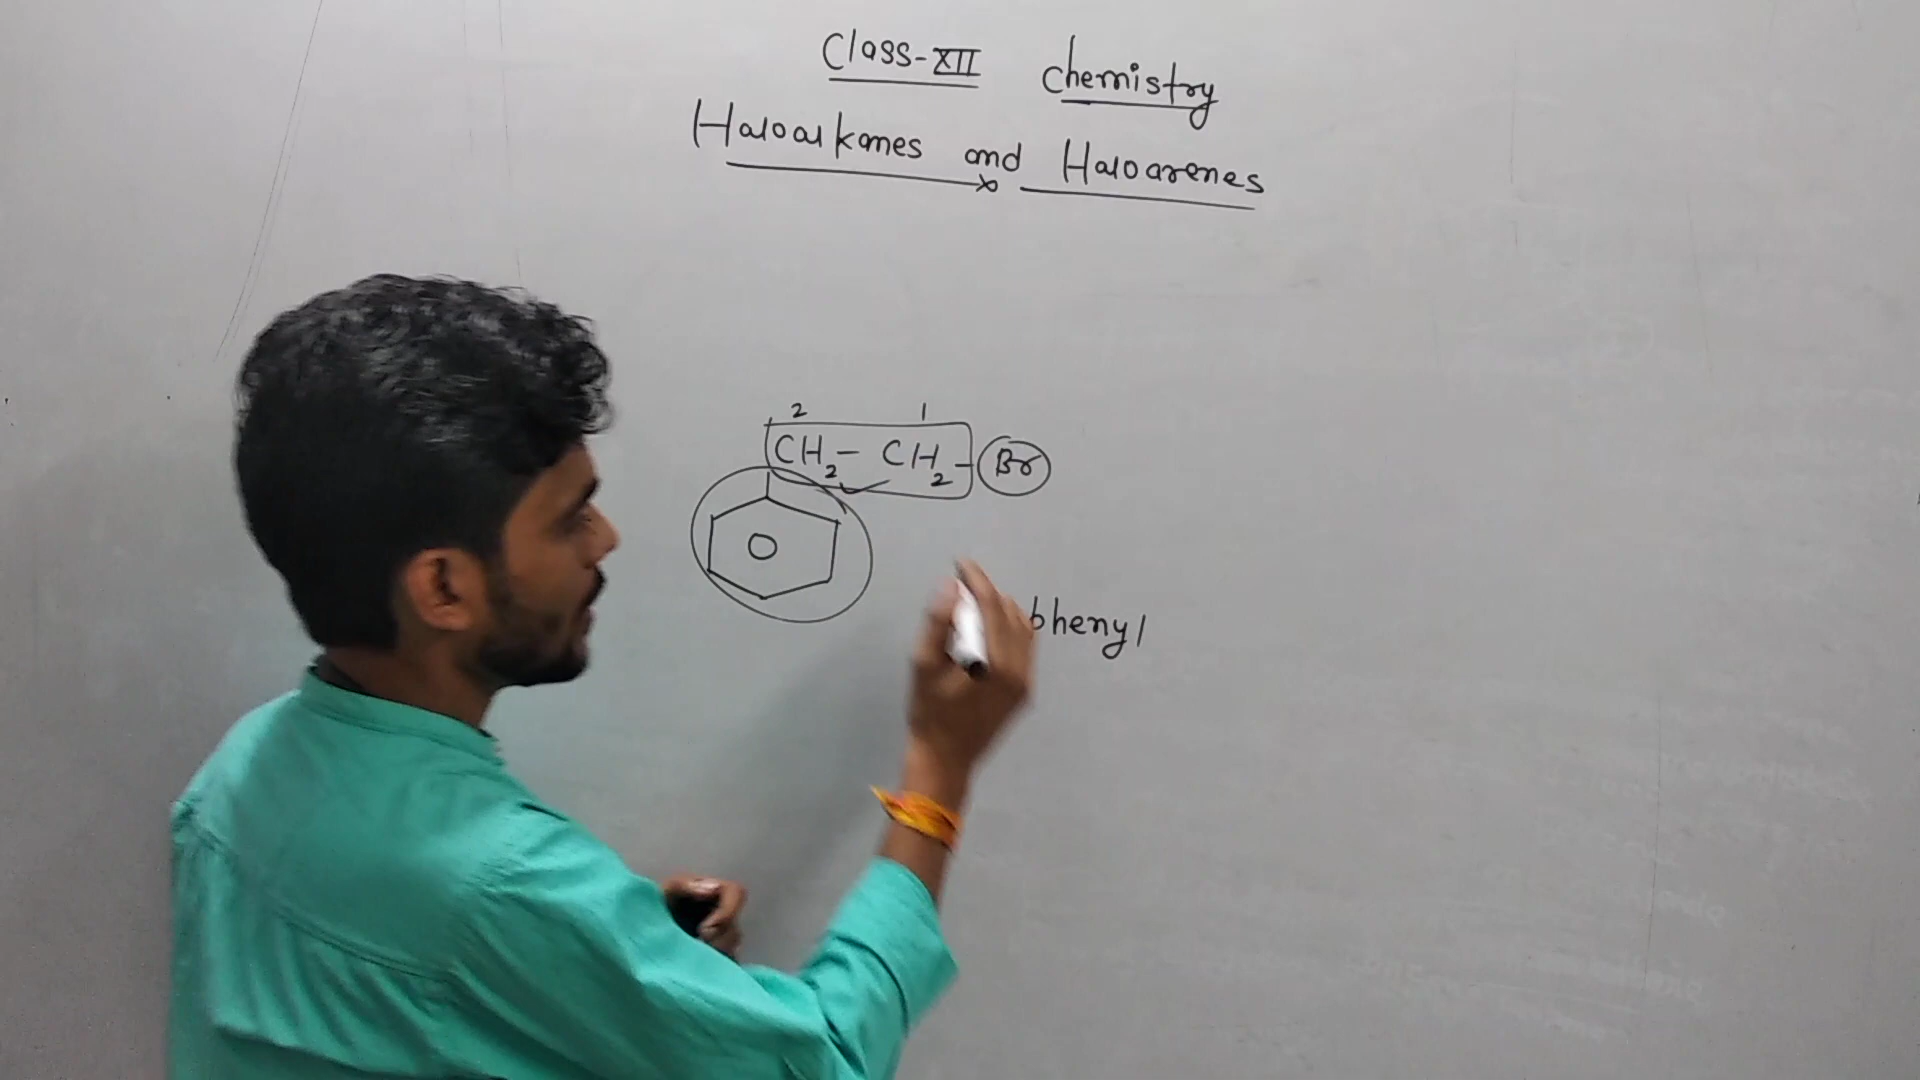 Class-XII Chemistry
Haloalkanes and Haloarenes
2 1
CH2 - CH2 - Br
phenyl